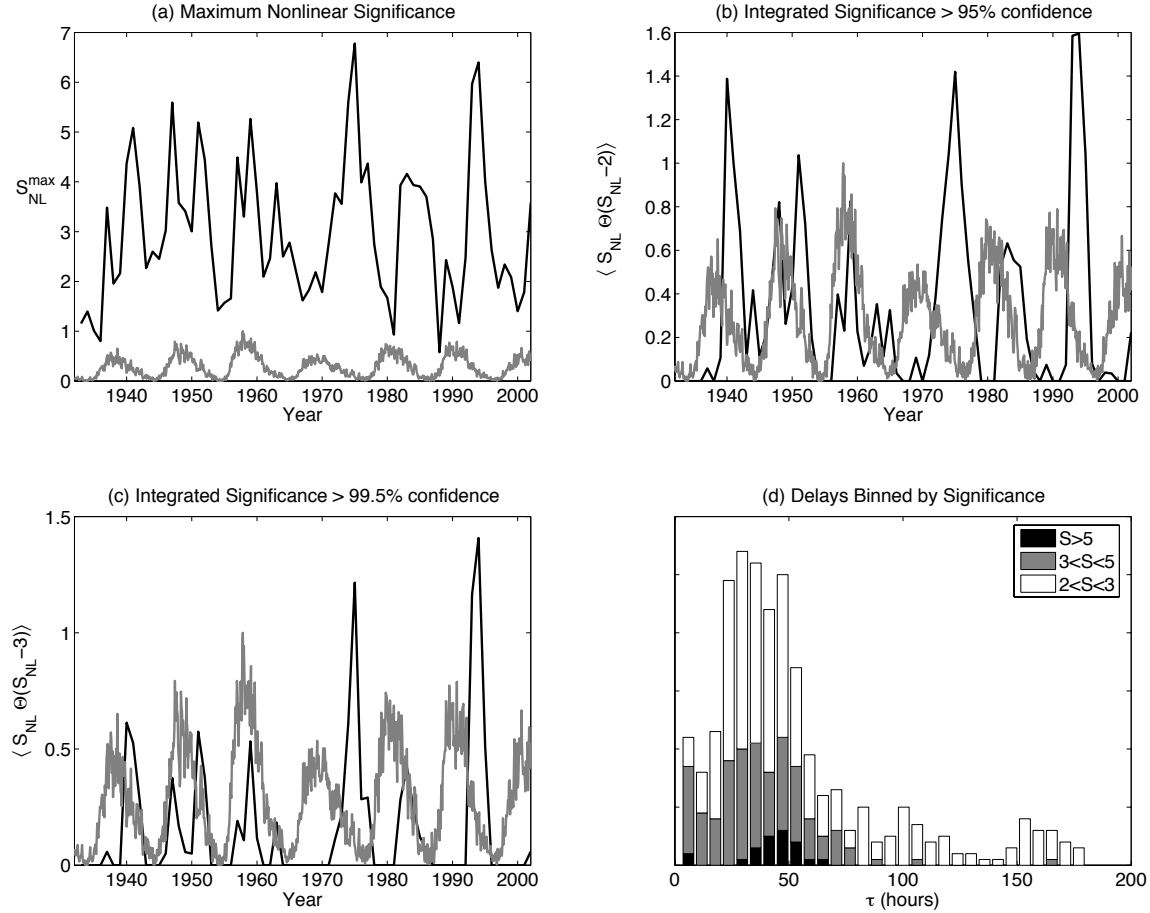 (a) Maximum Nonlinear Significance
7
6
5
4
3
2
1
0
S_NL^max
1940 1950 1960 1970 1980 1990 2000
Year
(b) Integrated Significance > 95% confidence
1.6
1.4
1.2
1
0.8
0.6
0.4
0.2
0
⟨ S_NL Θ(S_NL−2)⟩
1940 1950 1960 1970 1980 1990 2000
Year
(c) Integrated Significance > 99.5% confidence
1.5
1
0.5
0
⟨ S_NL Θ(S_NL−3)⟩
1940 1950 1960 1970 1980 1990 2000
Year
(d) Delays Binned by Significance
S>5
3<S<5
2<S<3
0 50 100 150 200
τ (hours)